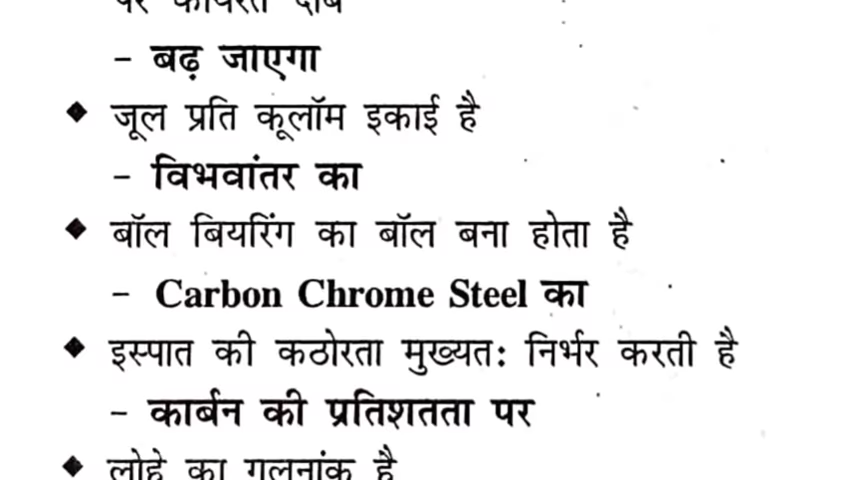 - बढ़ जाएगा
◆ जूल प्रति कूलॉम इकाई है
- विभवांतर का
◆ बॉल बियरिंग का बॉल बना होता है
- Carbon Chrome Steel का
◆ इस्पात की कठोरता मुख्यत: निर्भर करती है
- कार्बन की प्रतिशतता पर
◆ लोहे का गलनांक है